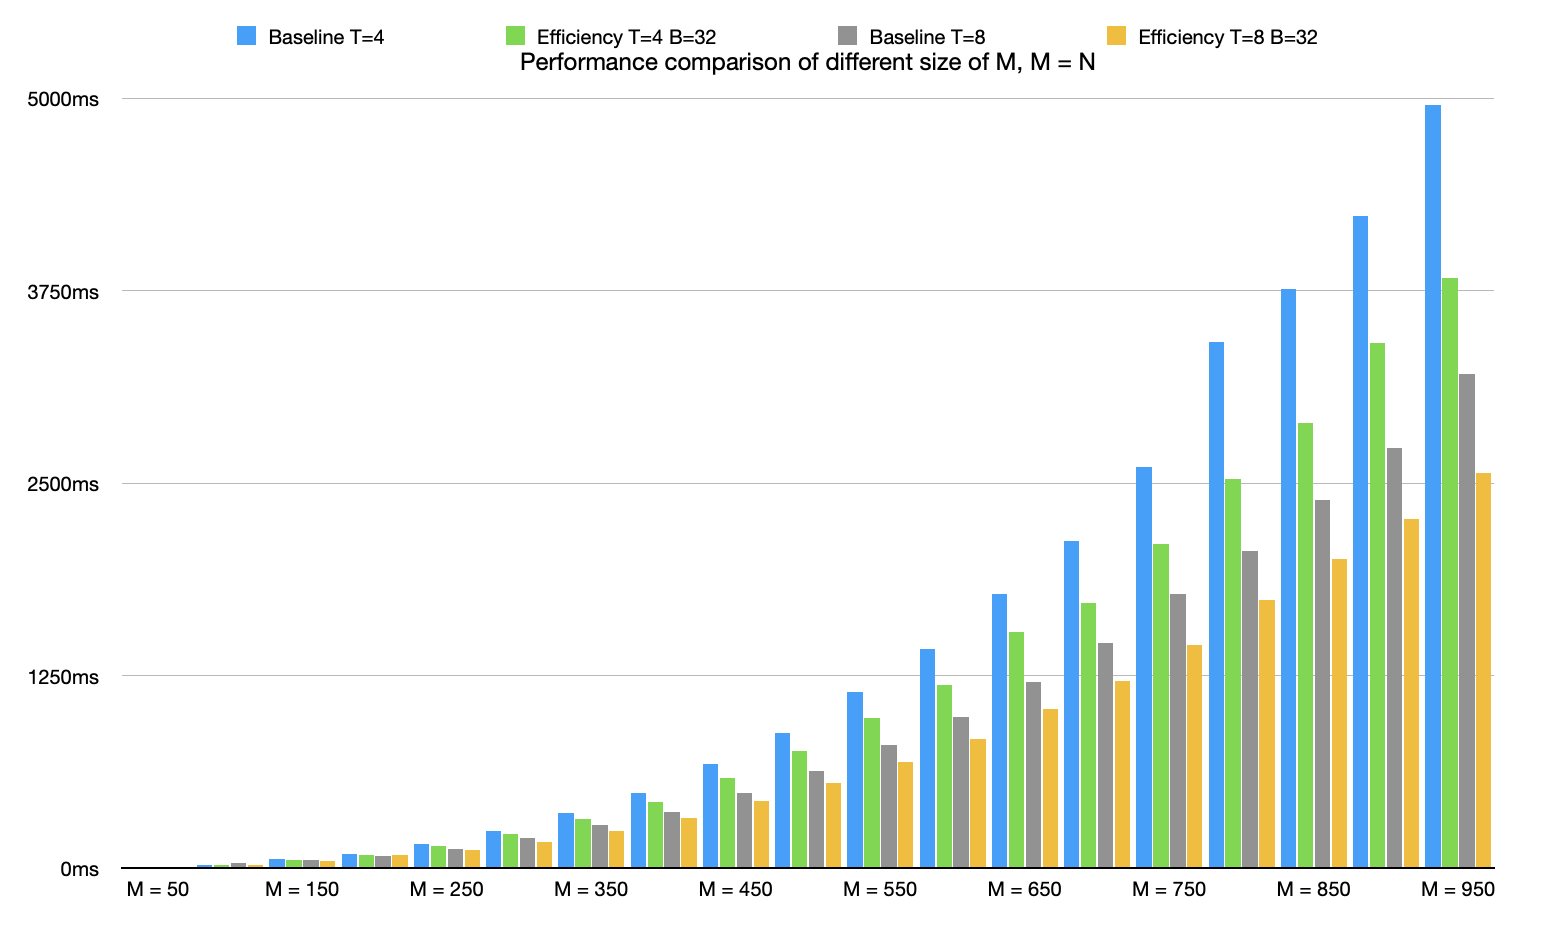 Baseline T=4 Efficiency T=4 B=32 Baseline T=8 Efficiency T=8 B=32
Performance comparison of different size of M, M = N
5000ms
3750ms
2500ms
1250ms
0ms
M = 50 M = 150 M = 250 M = 350 M = 450 M = 550 M = 650 M = 750 M = 850 M = 950